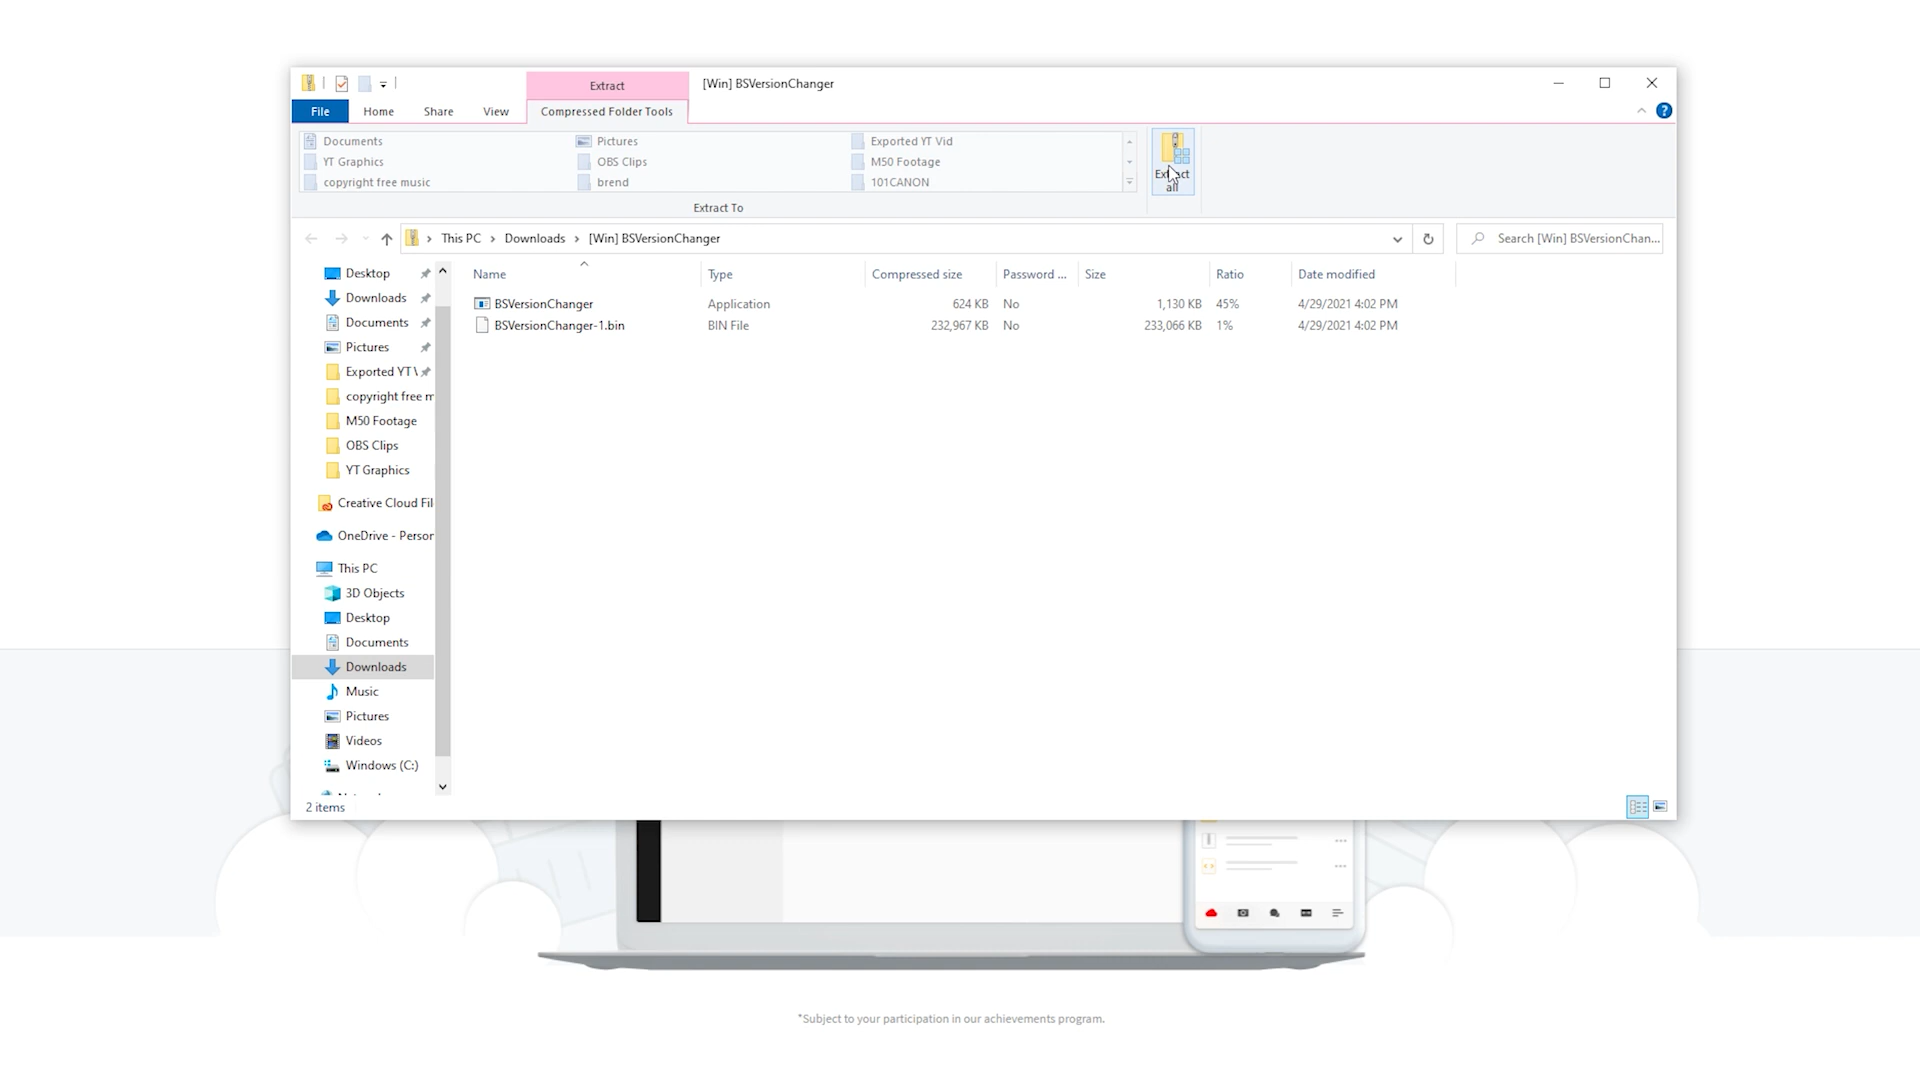 Extract
[Win] BSVersionChanger
File Home Share View Compressed Folder Tools
Documents Pictures Exported YT Vid
YT Graphics OBS Clips M50 Footage
copyright free music brend 101CANON
Extract all
Extract To
This PC > Downloads > [Win] BSVersionChanger
Search [Win] BSVersionChan...
Name Type Compressed size Password ... Size Ratio Date modified
BSVersionChanger Application 624 KB No 1,130 KB 45% 4/29/2021 4:02 PM
BSVersionChanger-1.bin BIN File 232,967 KB No 233,066 KB 1% 4/29/2021 4:02 PM
Desktop
Downloads
Documents
Pictures
Exported YT \
copyright free m
M50 Footage
OBS Clips
YT Graphics
Creative Cloud Fil
OneDrive - Person
This PC
3D Objects
Desktop
Documents
Downloads
Music
Pictures
Videos
Windows (C:)
2 items
*Subject to your participation in our achievements program.